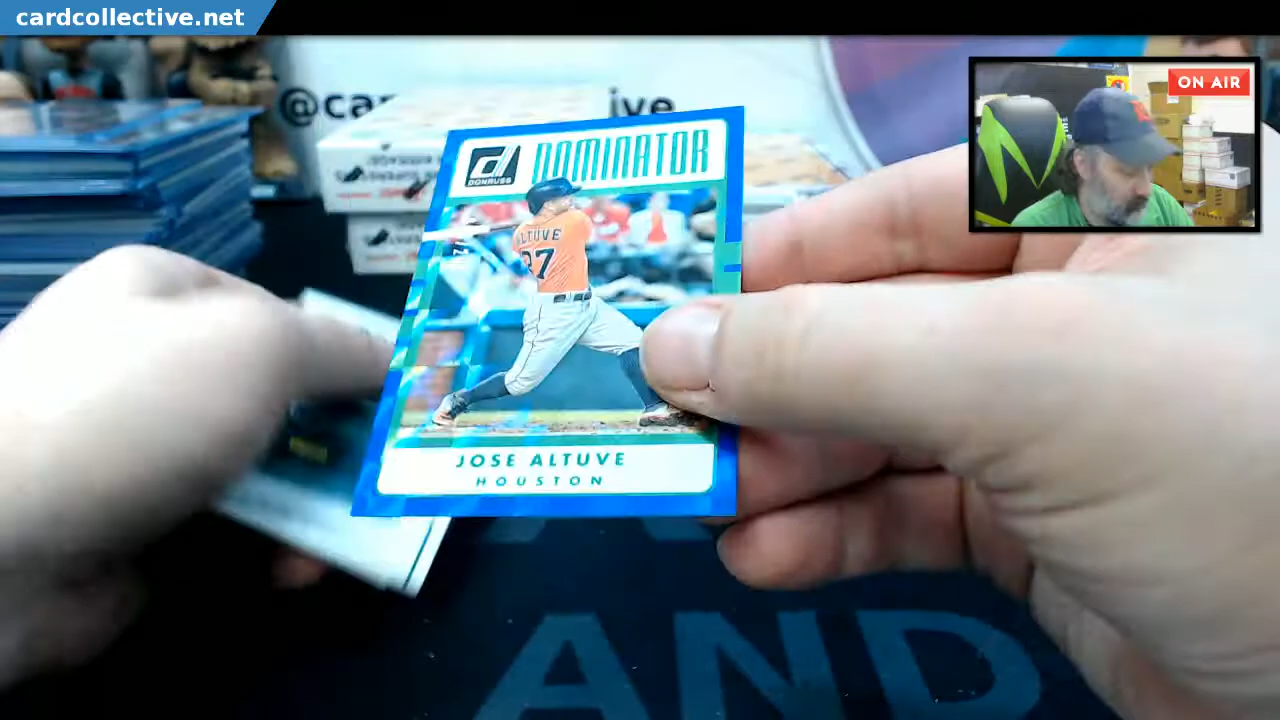 cardcollective.net
ON AIR
@ca
ive
DONRUSS
DOMINATOR
ALTUVE
27
JOSE ALTUVE
HOUSTON
AND